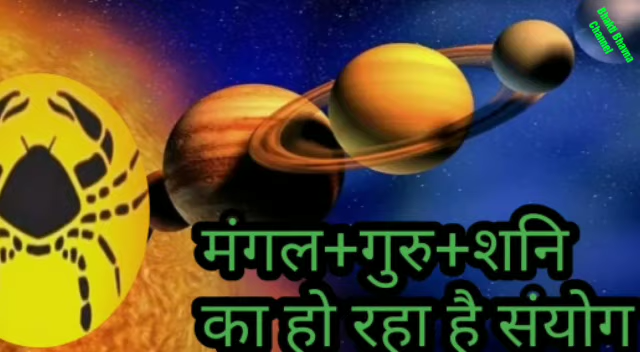 Bhakti Bhavna
Channel
मंगल+गुरु+शनि
का हो रहा है संयोग